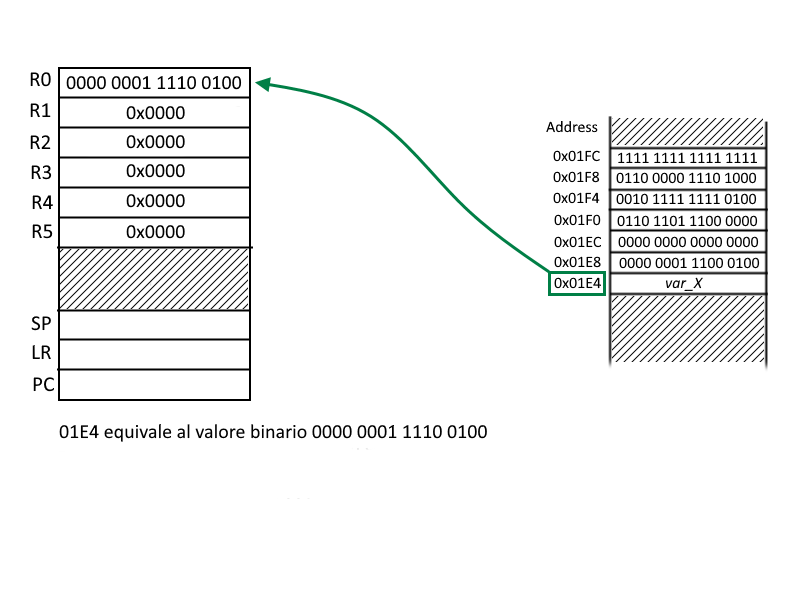 R0 0000 0001 1110 0100
R1 0x0000
R2 0x0000
R3 0x0000
R4 0x0000
R5 0x0000
SP
LR
PC
Address
0x01FC 1111 1111 1111 1111
0x01F8 0110 0000 1110 1000
0x01F4 0010 1111 1111 0100
0x01F0 0110 1101 1100 0000
0x01EC 0000 0000 0000 0000
0x01E8 0000 0001 1100 0100
0x01E4 var_X
01E4 equivale al valore binario 0000 0001 1110 0100